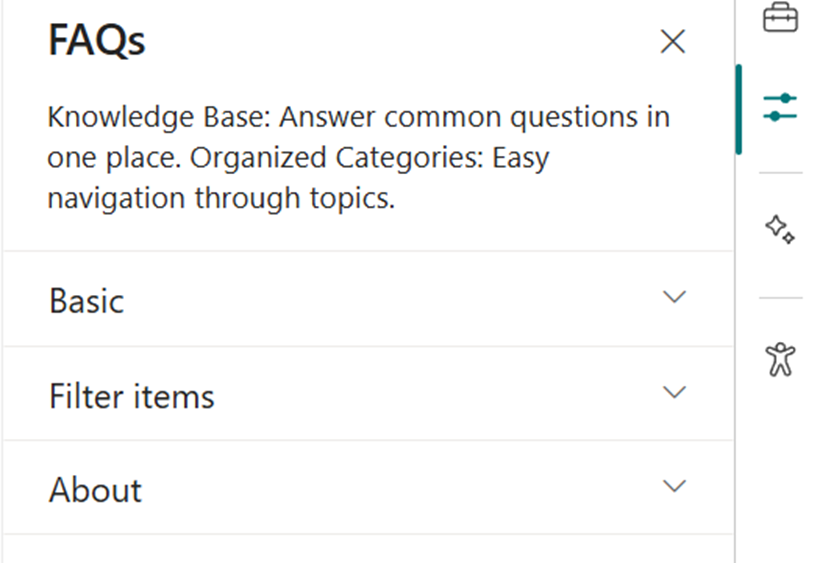 FAQs
Knowledge Base: Answer common questions in
one place. Organized Categories: Easy
navigation through topics.
Basic
Filter items
About